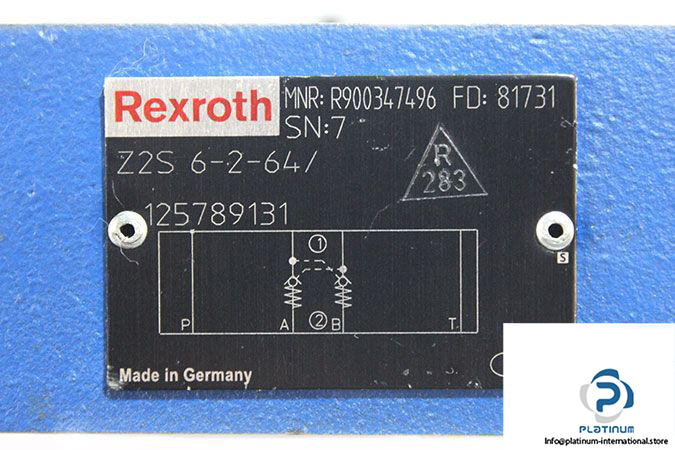 Rexroth
MNR: R900347496 FD: 81731
SN:7
Z2S 6-2-64/
R
283
125789131
1
S
P A 2 B T
Made in Germany
P
PLATINUM
info@platinum-international.store